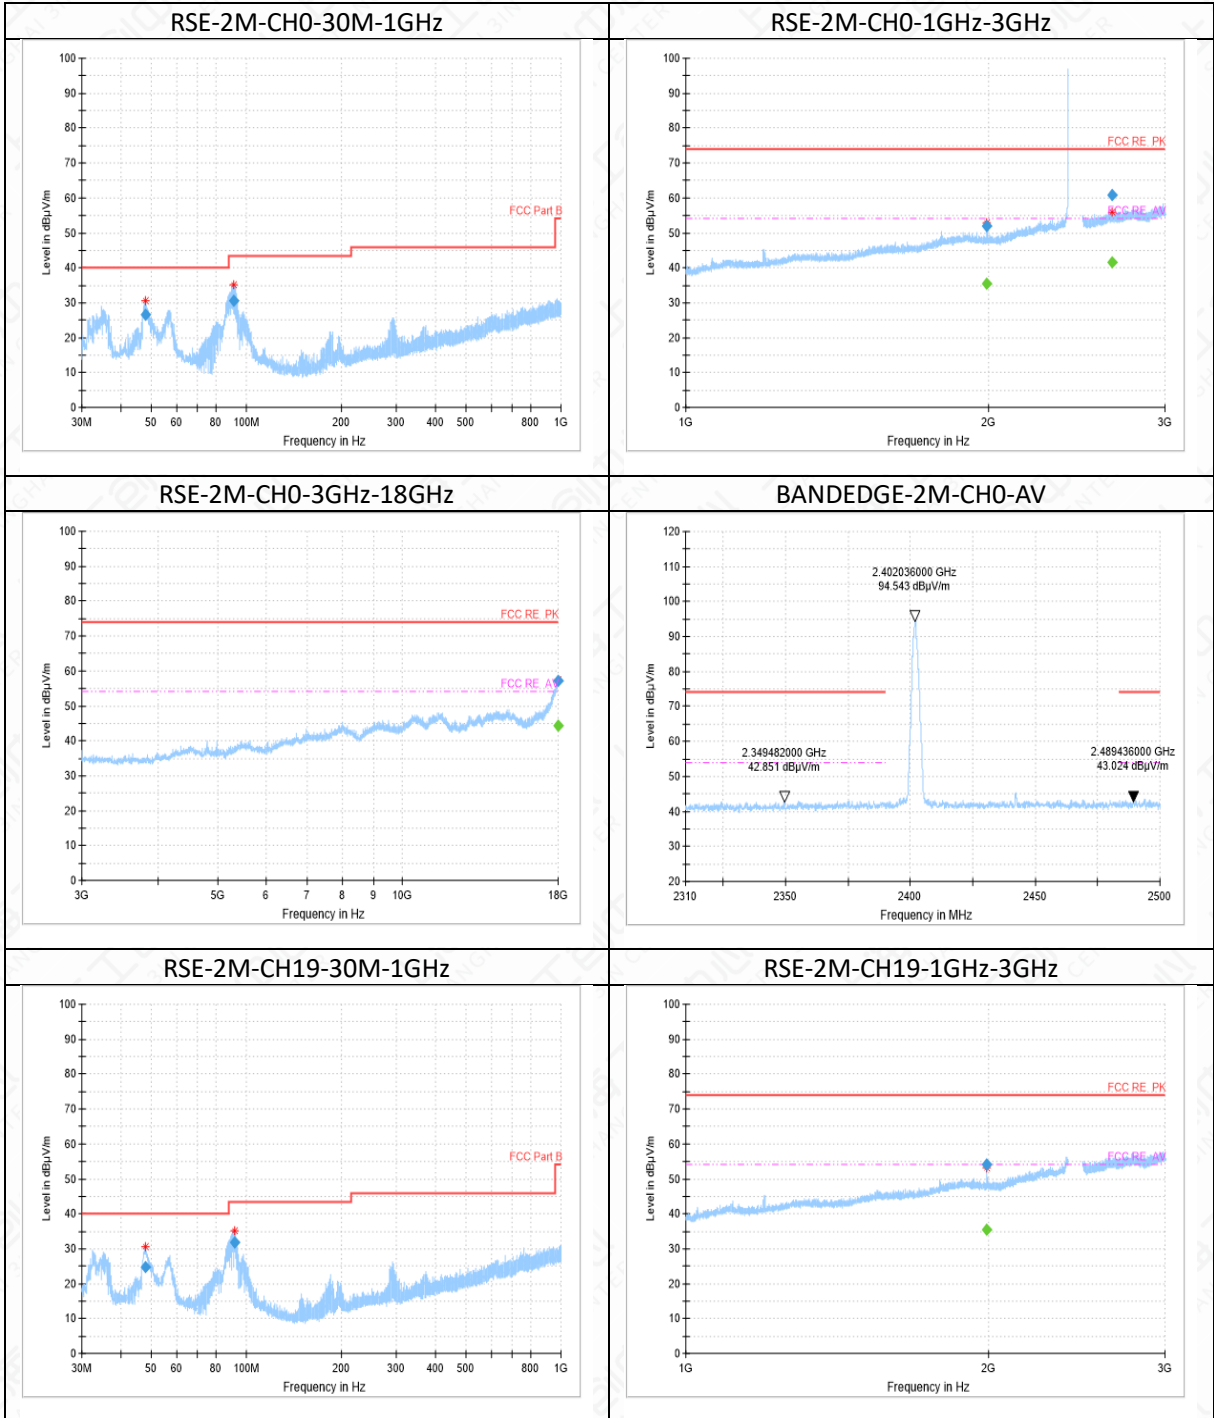 RSE-2M-CH0-30M-1GHz
100
90
80
70
60
50
40
30
20
10
0
Level in dBµV/m
FCC Part B
30M 50 60 80 100M 200 300 400 500 800 1G
Frequency in Hz
RSE-2M-CH0-1GHz-3GHz
100
90
80
70
60
50
40
30
20
10
0
Level in dBµV/m
FCC RE PK
FCC RE AV
1G 2G 3G
Frequency in Hz
RSE-2M-CH0-3GHz-18GHz
100
90
80
70
60
50
40
30
20
10
0
Level in dBµV/m
FCC RE PK
FCC RE AV
3G 5G 6 7 8 9 10G 18G
Frequency in Hz
BANDEDGE-2M-CH0-AV
120
110
100
90
80
70
60
50
40
30
20
Level in dBµV/m
2.402036000 GHz
94.543 dBµV/m
2.349482000 GHz
42.851 dBµV/m
2.489436000 GHz
43.024 dBµV/m
2310 2350 2400 2450 2500
Frequency in MHz
RSE-2M-CH19-30M-1GHz
100
90
80
70
60
50
40
30
20
10
0
Level in dBµV/m
FCC Part B
30M 50 60 80 100M 200 300 400 500 800 1G
Frequency in Hz
RSE-2M-CH19-1GHz-3GHz
100
90
80
70
60
50
40
30
20
10
0
Level in dBµV/m
FCC RE PK
FCC RE AV
1G 2G 3G
Frequency in Hz